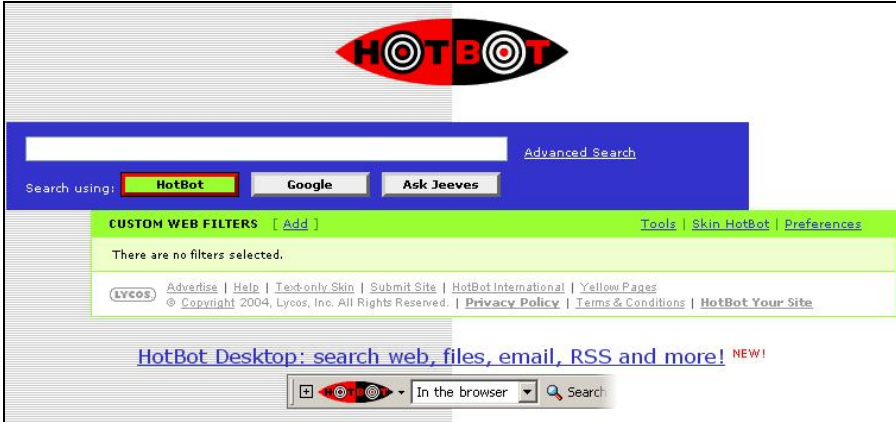 HOTBOT
Advanced Search
Search using: HotBot Google Ask Jeeves
CUSTOM WEB FILTERS [ Add ] Tools | Skin HotBot | Preferences
There are no filters selected.
LYCOS Advertise | Help | Text-only Skin | Submit Site | HotBot International | Yellow Pages
© Copyright 2004, Lycos, Inc. All Rights Reserved. | Privacy Policy | Terms & Conditions | HotBot Your Site
HotBot Desktop: search web, files, email, RSS and more! NEW!
HOTBOT In the browser Search